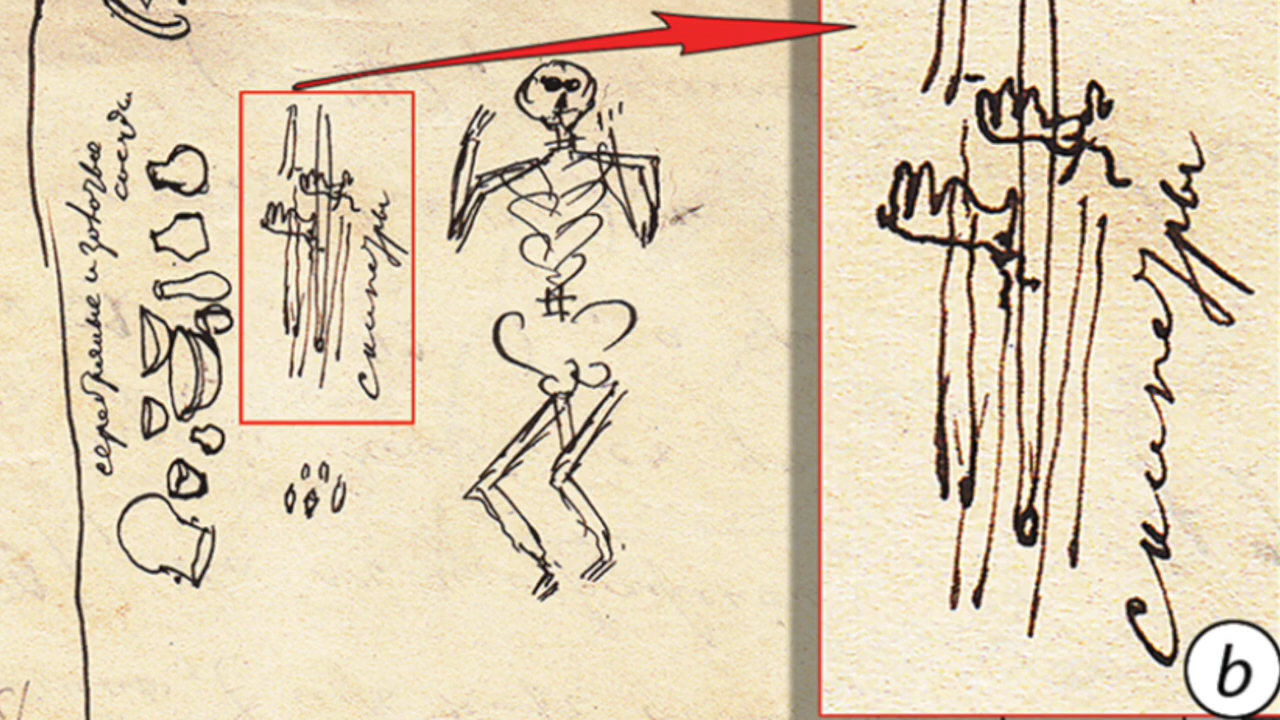 серебряные и золотые
сосуды
скипетры
скипетры
b